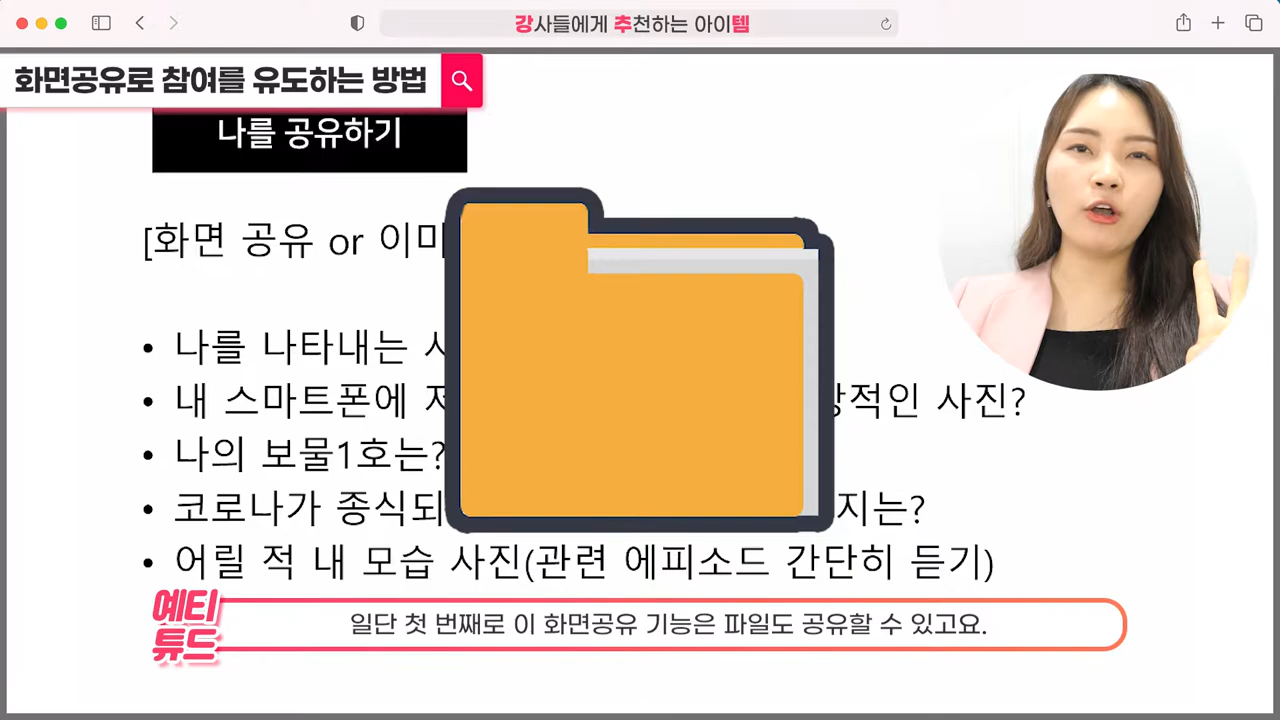 강사들에게 추천하는 아이템
화면공유로 참여를 유도하는 방법
나를 공유하기
[화면 공유 or 이미
• 나를 나타내는
• 내 스마트폰에 적인 사진?
• 나의 보물1호는?
• 코로나가 종식되 지는?
• 어릴 적 내 모습 사진(관련 에피소드 간단히 듣기)
예티
튜드
일단 첫 번째로 이 화면공유 기능은 파일도 공유할 수 있고요.